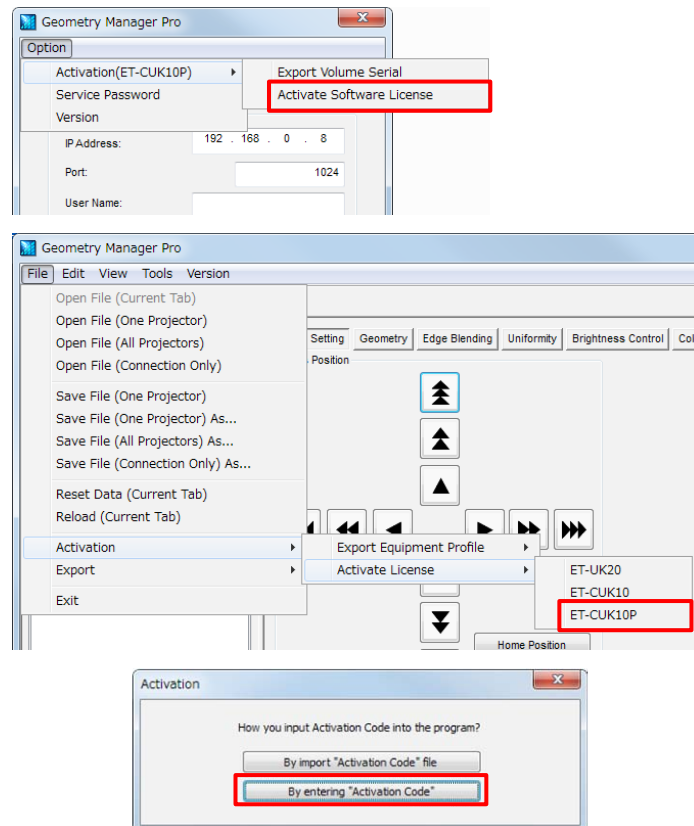 Geometry Manager Pro
Option
Activation(ET-CUK10P)
Export Volume Serial
Service Password
Activate Software License
Version
IP Address: 192 . 168 . 0 . 8
Port: 1024
User Name:
Geometry Manager Pro
File Edit View Tools Version
Open File (Current Tab)
Open File (One Projector)
Open File (All Projectors)
Open File (Connection Only)
Save File (One Projector)
Save File (One Projector) As...
Save File (All Projectors) As...
Save File (Connection Only) As...
Reset Data (Current Tab)
Reload (Current Tab)
Activation
Export
Exit
Setting Geometry Edge Blending Uniformity Brightness Control
Position
Export Equipment Profile
Activate License
ET-UK20
ET-CUK10
ET-CUK10P
Home Position
Activation
How you input Activation Code into the program?
By import "Activation Code" file
By entering "Activation Code"